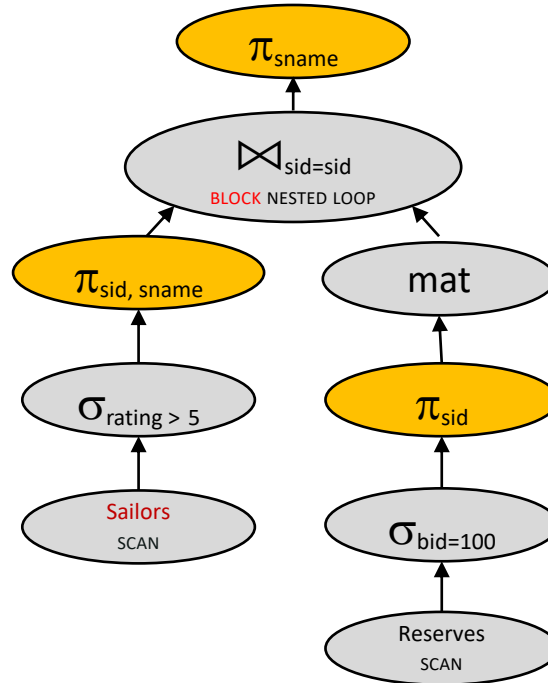 πsname
⋈sid=sid
BLOCK NESTED LOOP
πsid, sname
mat
σrating > 5
πsid
Sailors
SCAN
σbid=100
Reserves
SCAN